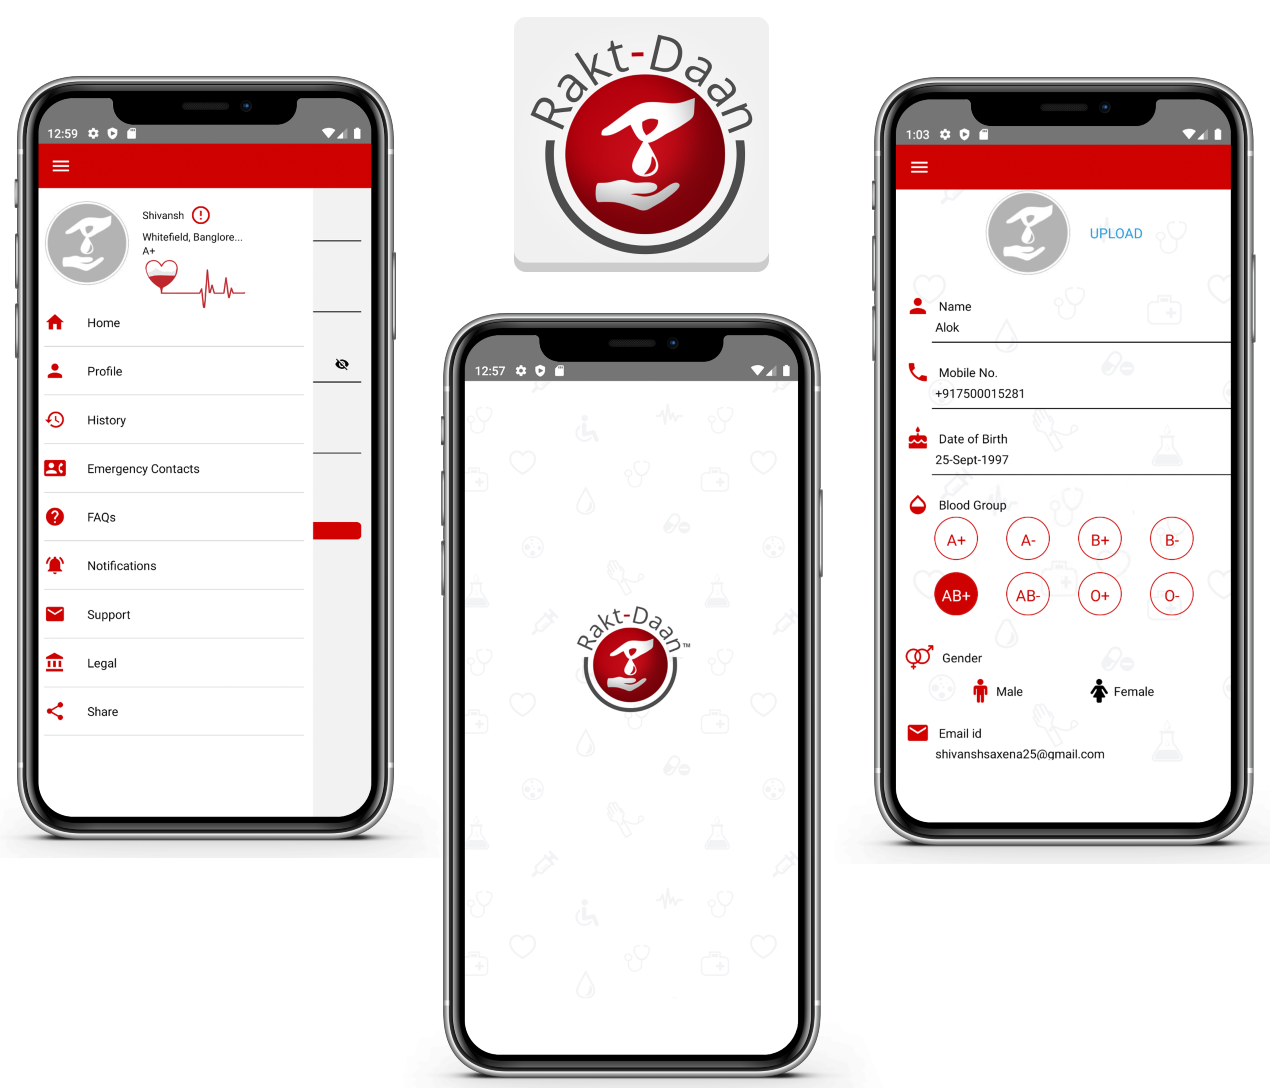 Rakt-Daan
12:59
Shivansh
Whitefield, Banglore...
A+
Home
Profile
History
Emergency Contacts
FAQs
Notifications
Support
Legal
Share
12:57
Rakt-Daan™
1:03
UPLOAD
Name
Alok
Mobile No.
+917500015281
Date of Birth
25-Sept-1997
Blood Group
A+ A- B+ B-
AB+ AB- O+ O-
Gender
Male Female
Email id
shivanshsaxena25@gmail.com